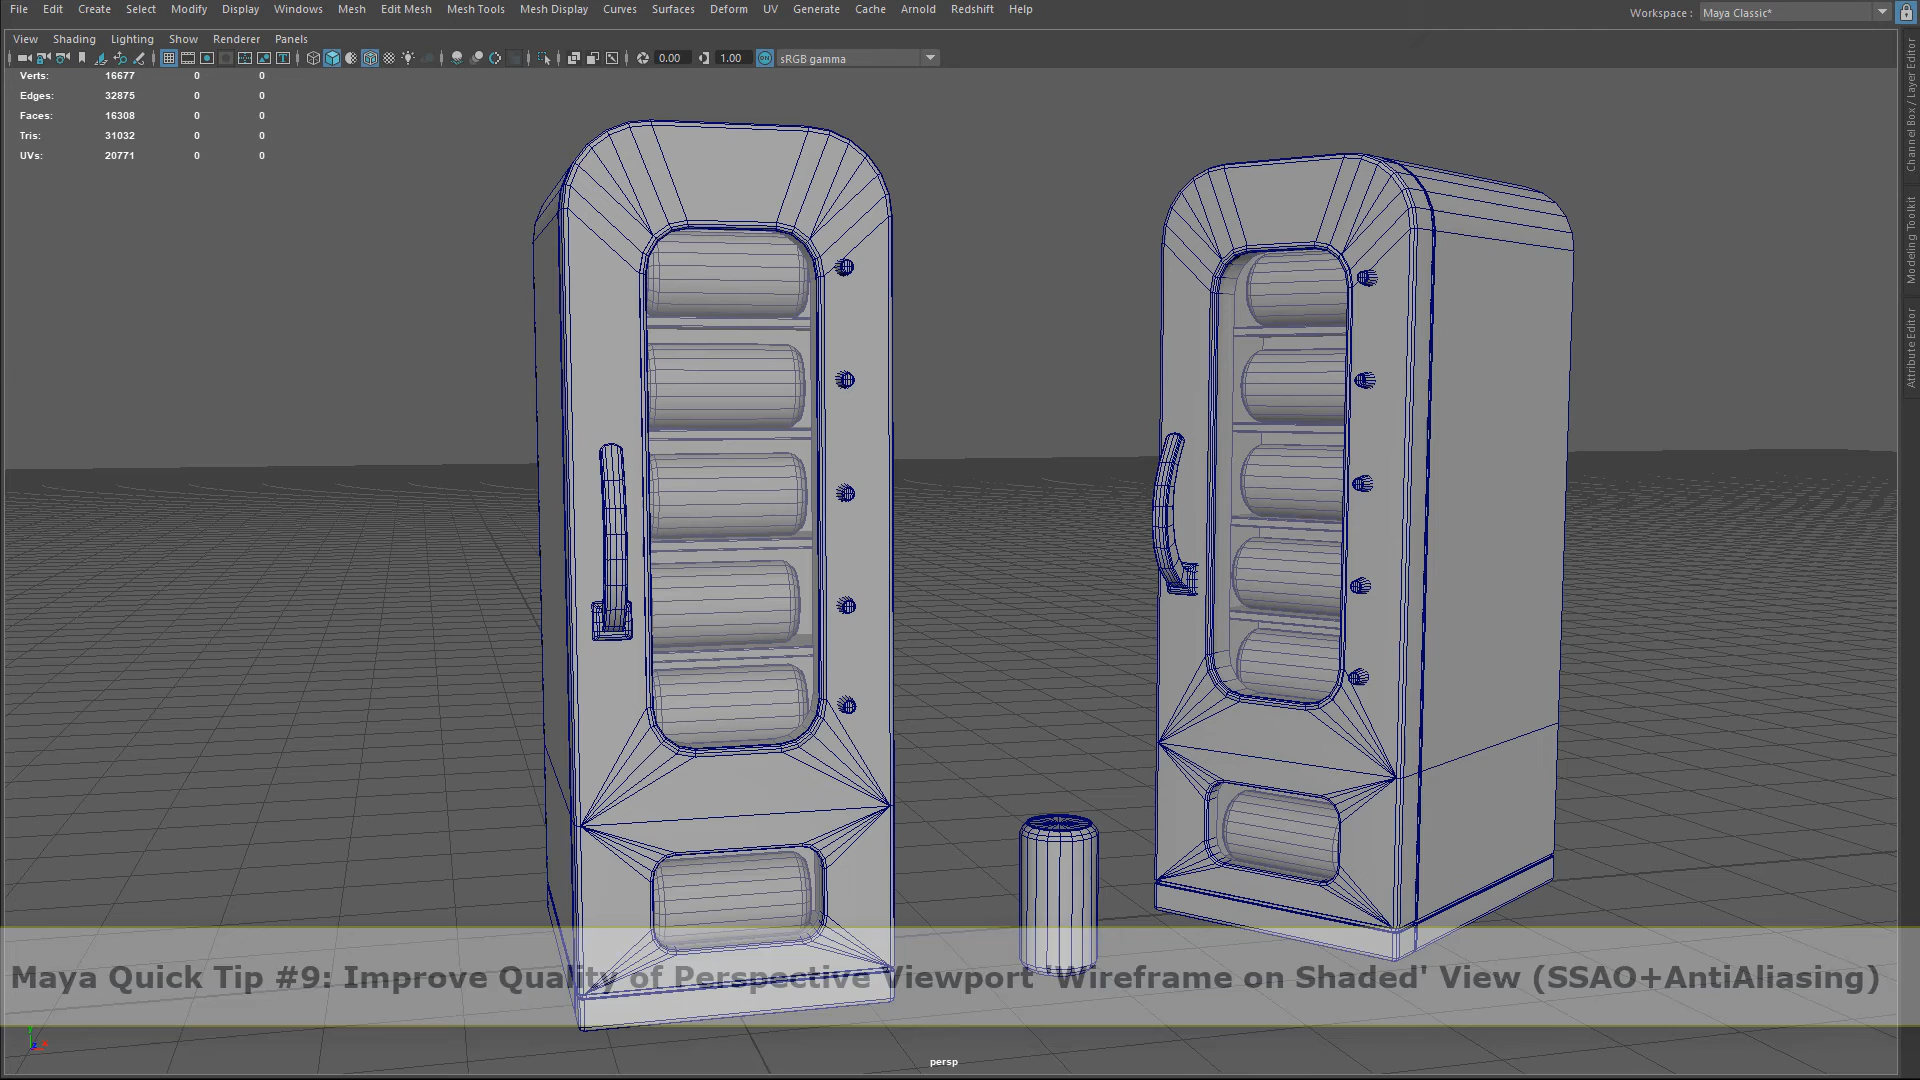 File Edit Create Select Modify Display Windows Mesh Edit Mesh Mesh Tools Mesh Display Curves Surfaces Deform UV Generate Cache Arnold Redshift Help
Workspace : Maya Classic*
View Shading Lighting Show Renderer Panels
0.00 1.00 ON sRGB gamma
Verts: 16677 0 0
Edges: 32875 0 0
Faces: 16308 0 0
Tris: 31032 0 0
UVs: 20771 0 0
Channel Box / Layer Editor
Modeling Toolkit
Attribute Editor
Maya Quick Tip #9: Improve Quality of Perspective Viewport 'Wireframe on Shaded' View (SSAO+AntiAliasing)
y
z
x
persp